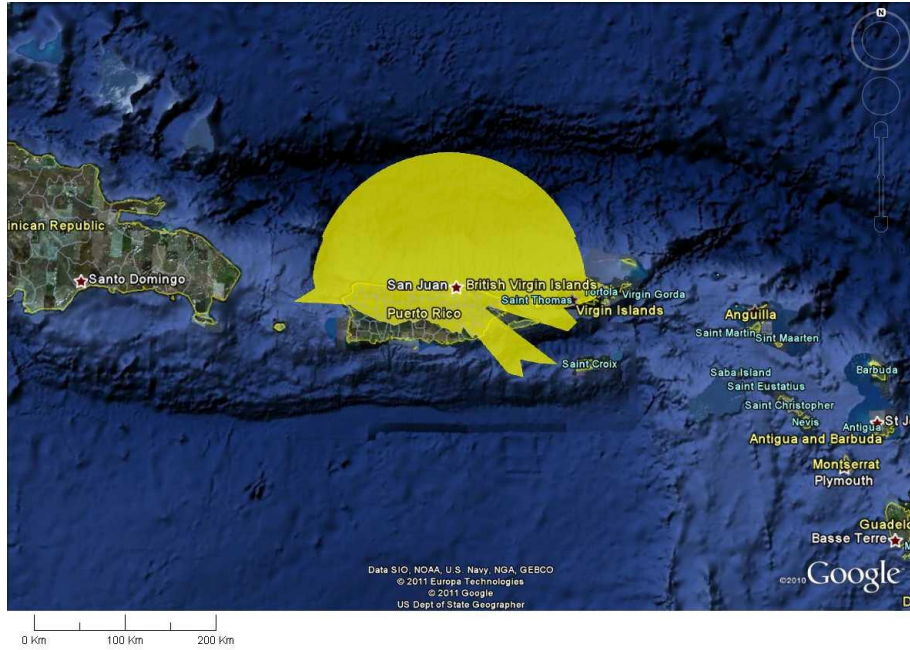 N
inican Republic
Santo Domingo
San Juan
British Virgin Islands
Saint Thomas
Tortola
Virgin Gorda
Puerto Rico
Virgin Islands
Anguilla
Saint Martin
Sint Maarten
Saint Croix
Saba Island
Barbuda
Saint Eustatius
Saint Christopher
Nevis
Antigua
St J
Antigua and Barbuda
Montserrat
Plymouth
Guadelo
Basse Terre
M
D
Data SIO, NOAA, U.S. Navy, NGA, GEBCO
© 2011 Europa Technologies
© 2011 Google
US Dept of State Geographer
©2010 Google
0 Km
100 Km
200 Km